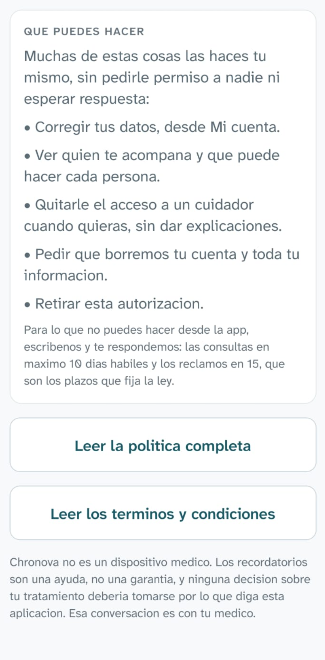 QUE PUEDES HACER
Muchas de estas cosas las haces tu
mismo, sin pedirle permiso a nadie ni
esperar respuesta:
• Corregir tus datos, desde Mi cuenta.
• Ver quien te acompana y que puede
hacer cada persona.
• Quitarle el acceso a un cuidador
cuando quieras, sin dar explicaciones.
• Pedir que borremos tu cuenta y toda tu
informacion.
• Retirar esta autorizacion.
Para lo que no puedes hacer desde la app,
escribenos y te respondemos: las consultas en
maximo 10 dias habiles y los reclamos en 15, que
son los plazos que fija la ley.
Leer la politica completa
Leer los terminos y condiciones
Chronova no es un dispositivo medico. Los recordatorios
son una ayuda, no una garantia, y ninguna decision sobre
tu tratamiento deberia tomarse por lo que diga esta
aplicacion. Esa conversacion es con tu medico.